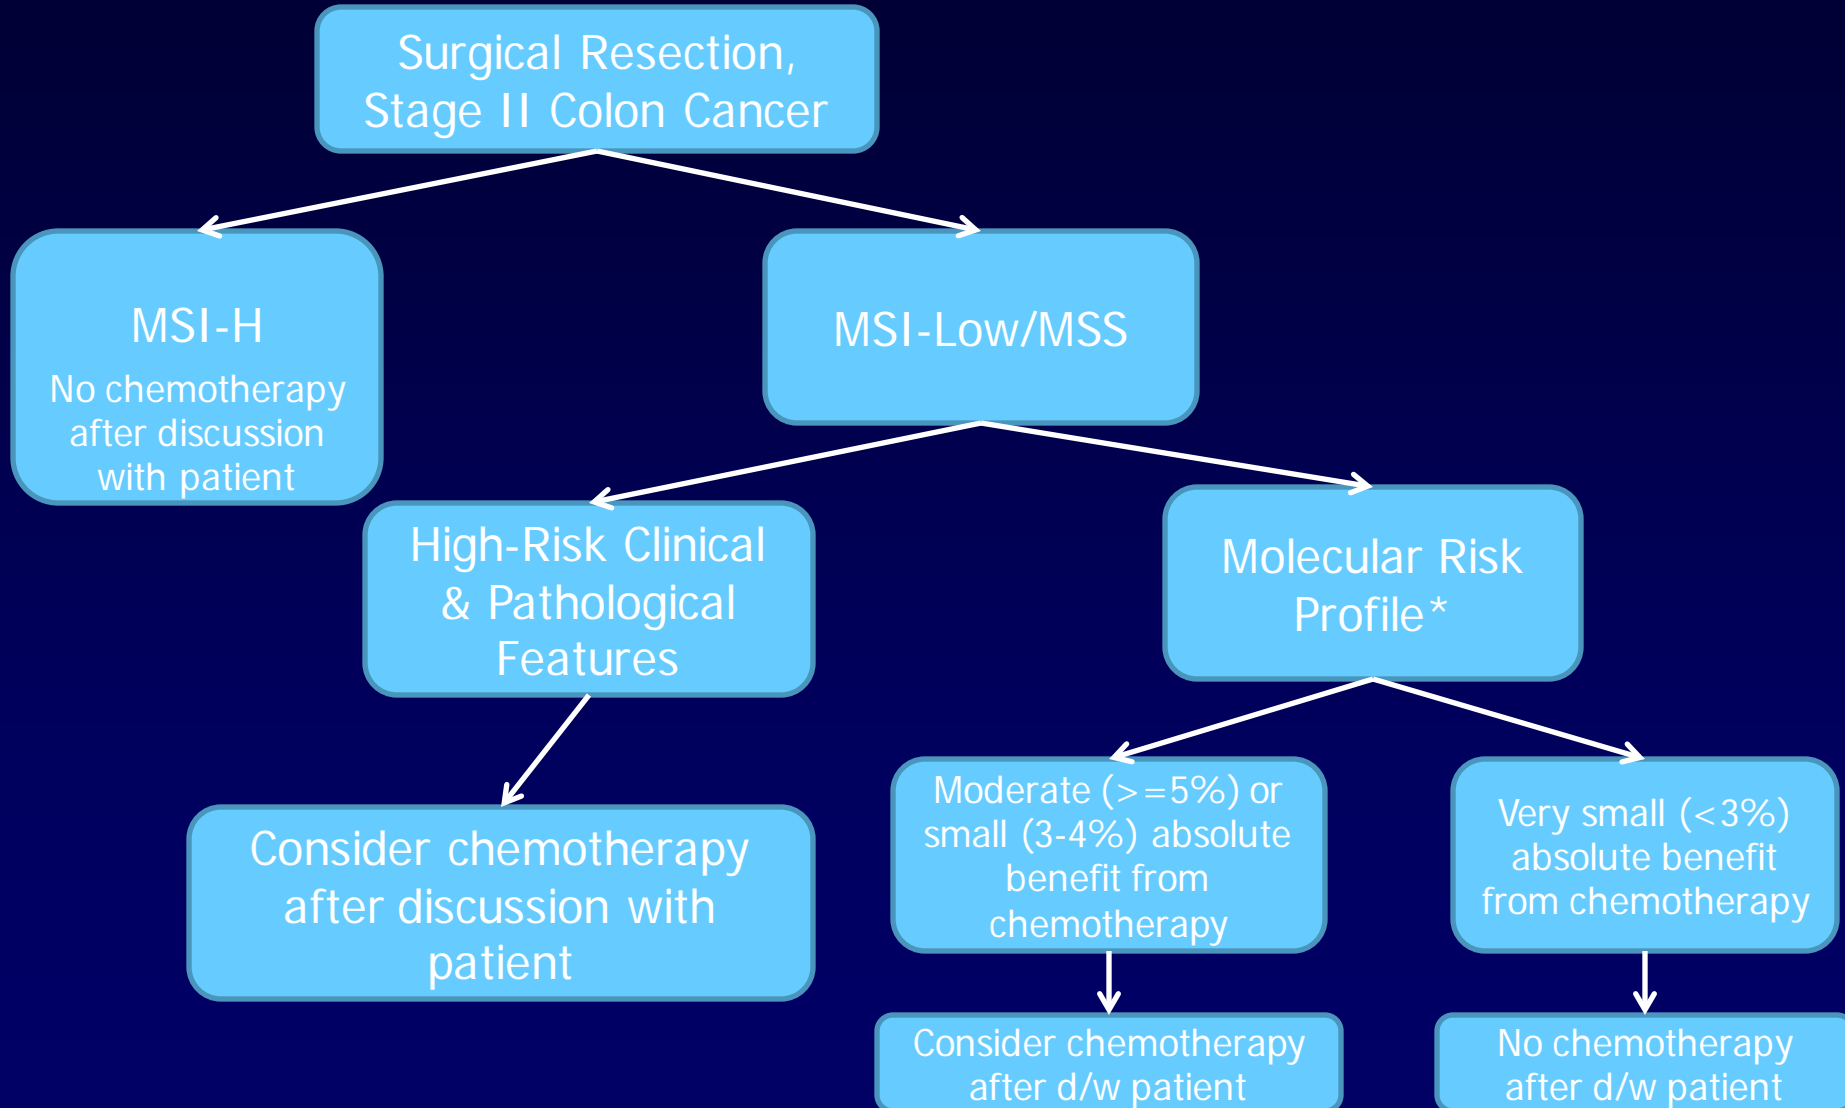 Surgical Resection,
Stage II Colon Cancer
MSI-H
No chemotherapy
after discussion
with patient
MSI-Low/MSS
High-Risk Clinical
& Pathological
Features
Molecular Risk
Profile*
Consider chemotherapy
after discussion with
patient
Moderate (>=5%) or
small (3-4%) absolute
benefit from
chemotherapy
Very small (<3%)
absolute benefit
from chemotherapy
Consider chemotherapy
after d/w patient
No chemotherapy
after d/w patient